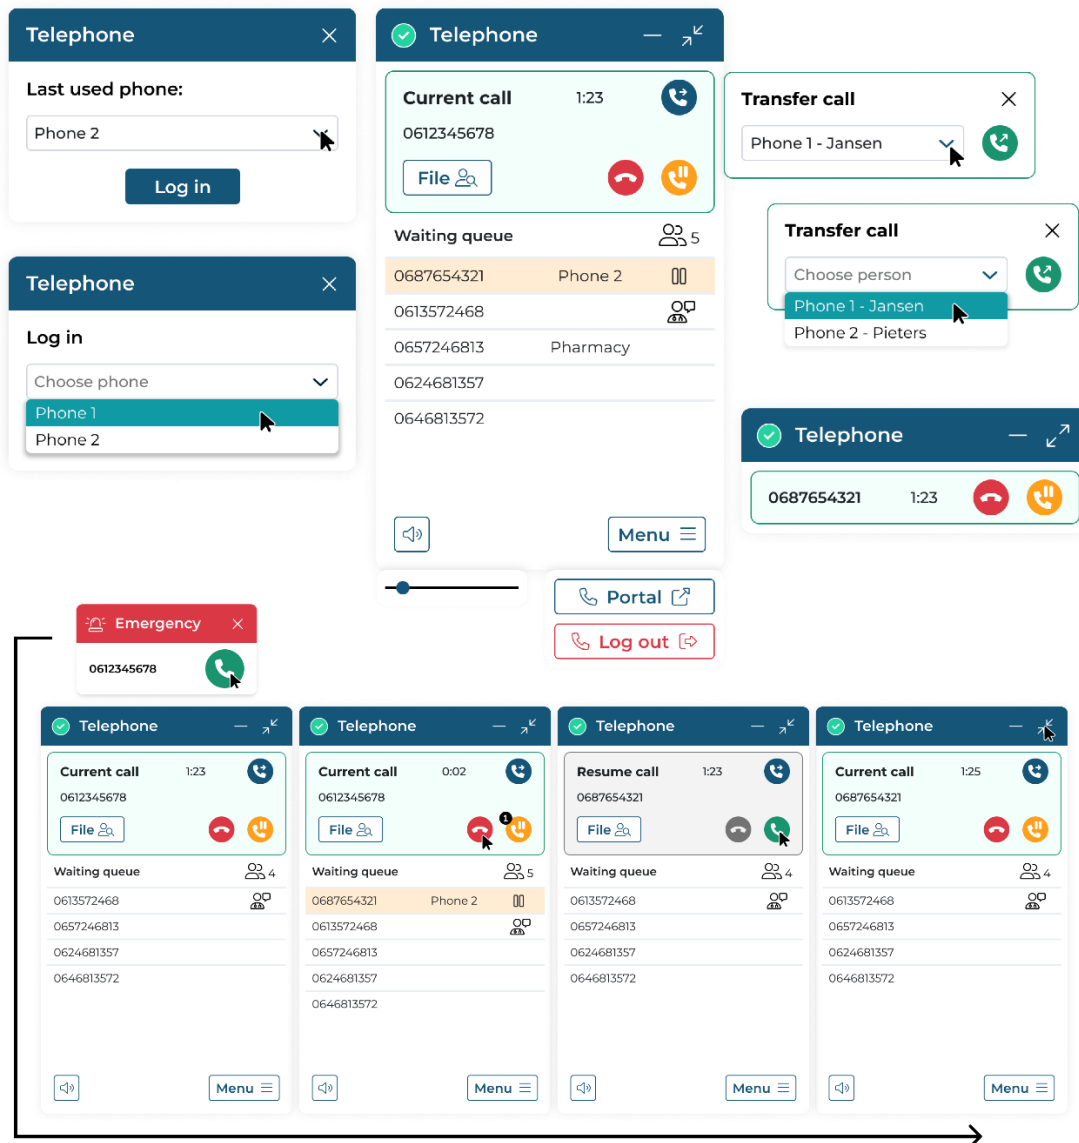 Telephone
Last used phone:
Phone 2
Log in
Telephone
Log in
Choose phone
Phone 1
Phone 2
Telephone
Current call 1:23
0612345678
File
Waiting queue 5
0687654321 Phone 2
0613572468
0657246813 Pharmacy
0624681357
0646813572
Menu
Portal
Log out
Transfer call
Phone 1 - Jansen
Transfer call
Choose person
Phone 1 - Jansen
Phone 2 - Pieters
Telephone
0687654321 1:23
Emergency
0612345678
Telephone
Current call 1:23
0612345678
File
Waiting queue 4
0613572468
0657246813
0624681357
0646813572
Menu
Telephone
Current call 0:02
0612345678
File
1
Waiting queue 5
0687654321 Phone 2
0613572468
0657246813
0624681357
0646813572
Menu
Telephone
Resume call 1:23
0687654321
File
Waiting queue 4
0613572468
0657246813
0624681357
0646813572
Menu
Telephone
Current call 1:25
0687654321
File
Waiting queue 4
0613572468
0657246813
0624681357
0646813572
Menu